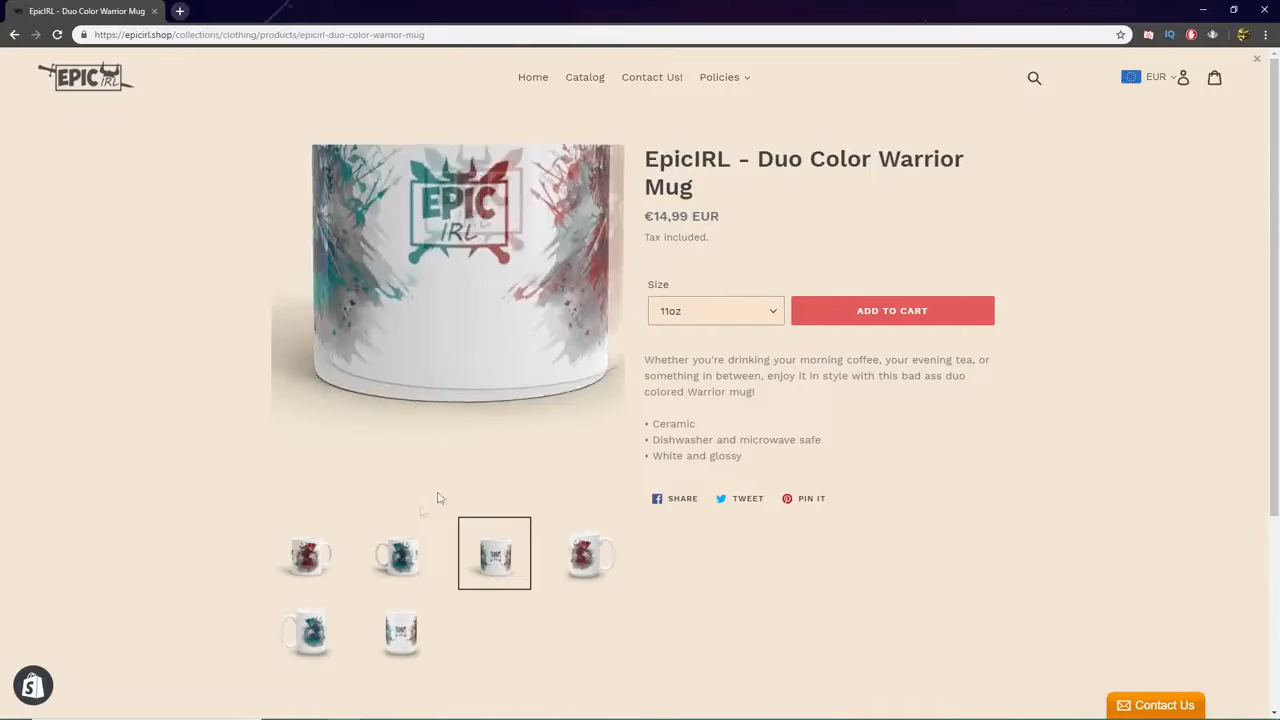 EpicIRL - Duo Color Warrior Mug
https://epicirl.shop/collections/clothing/products/epicirl-duo-color-warrior-mug
EPIC IRL
Home
Catalog
Contact Us!
Policies
EUR
EPIC
IRL
EpicIRL - Duo Color Warrior
Mug
€14,99 EUR
Tax included.
Size
11oz
ADD TO CART
Whether you're drinking your morning coffee, your evening tea, or
something in between, enjoy it in style with this bad ass duo
colored Warrior mug!
• Ceramic
• Dishwasher and microwave safe
• White and glossy
SHARE
TWEET
PIN IT
Contact Us